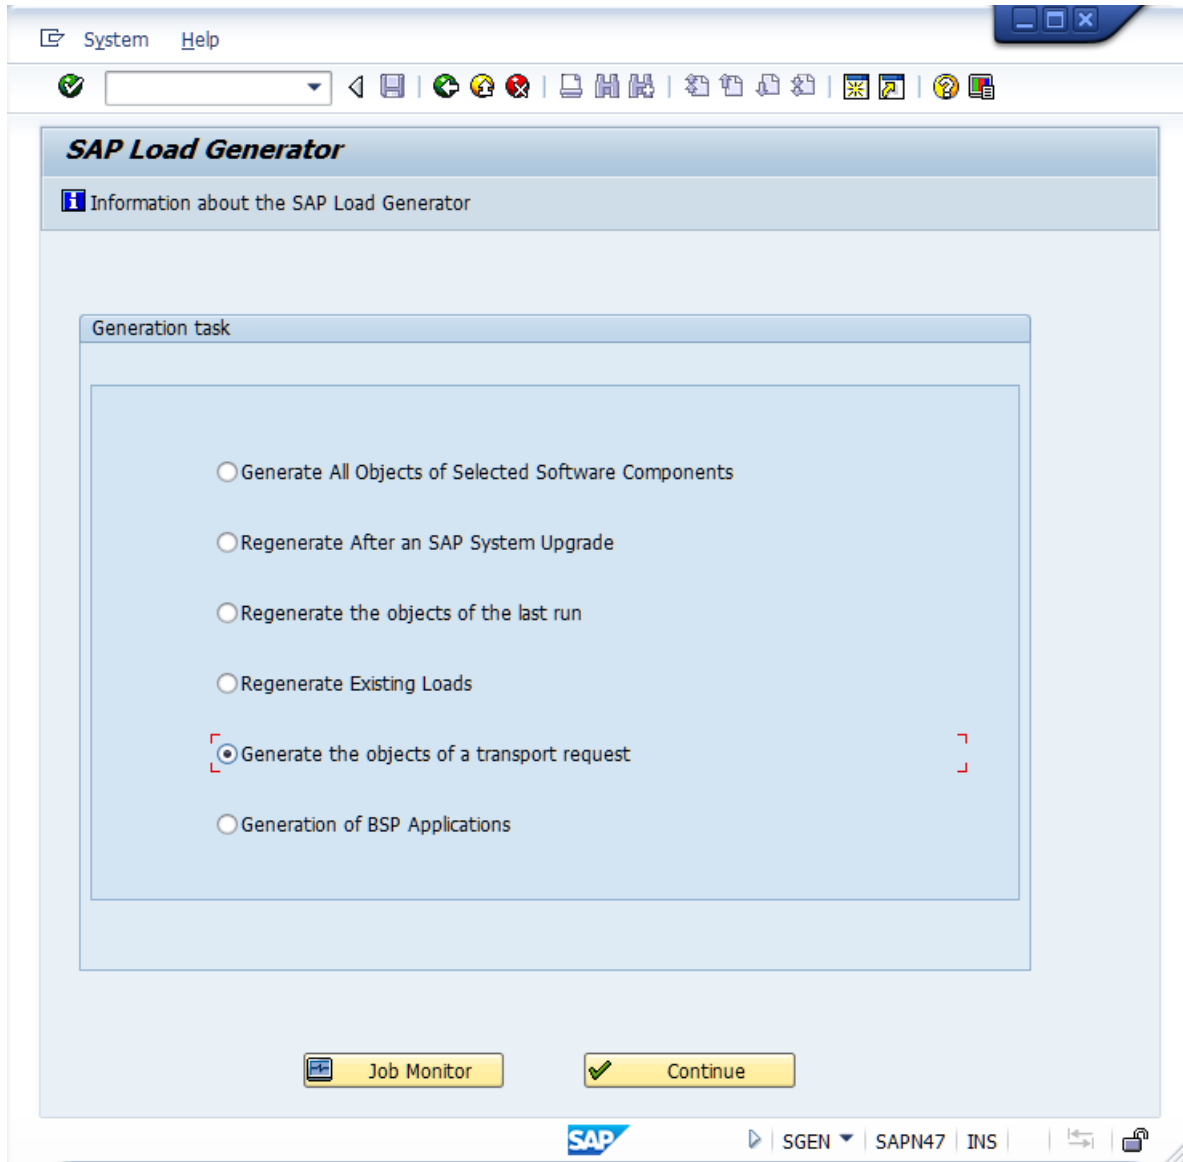 System Help
SAP Load Generator
Information about the SAP Load Generator
Generation task
Generate All Objects of Selected Software Components
Regenerate After an SAP System Upgrade
Regenerate the objects of the last run
Regenerate Existing Loads
Generate the objects of a transport request
Generation of BSP Applications
Job Monitor Continue
SAP SGEN SAPN47 INS